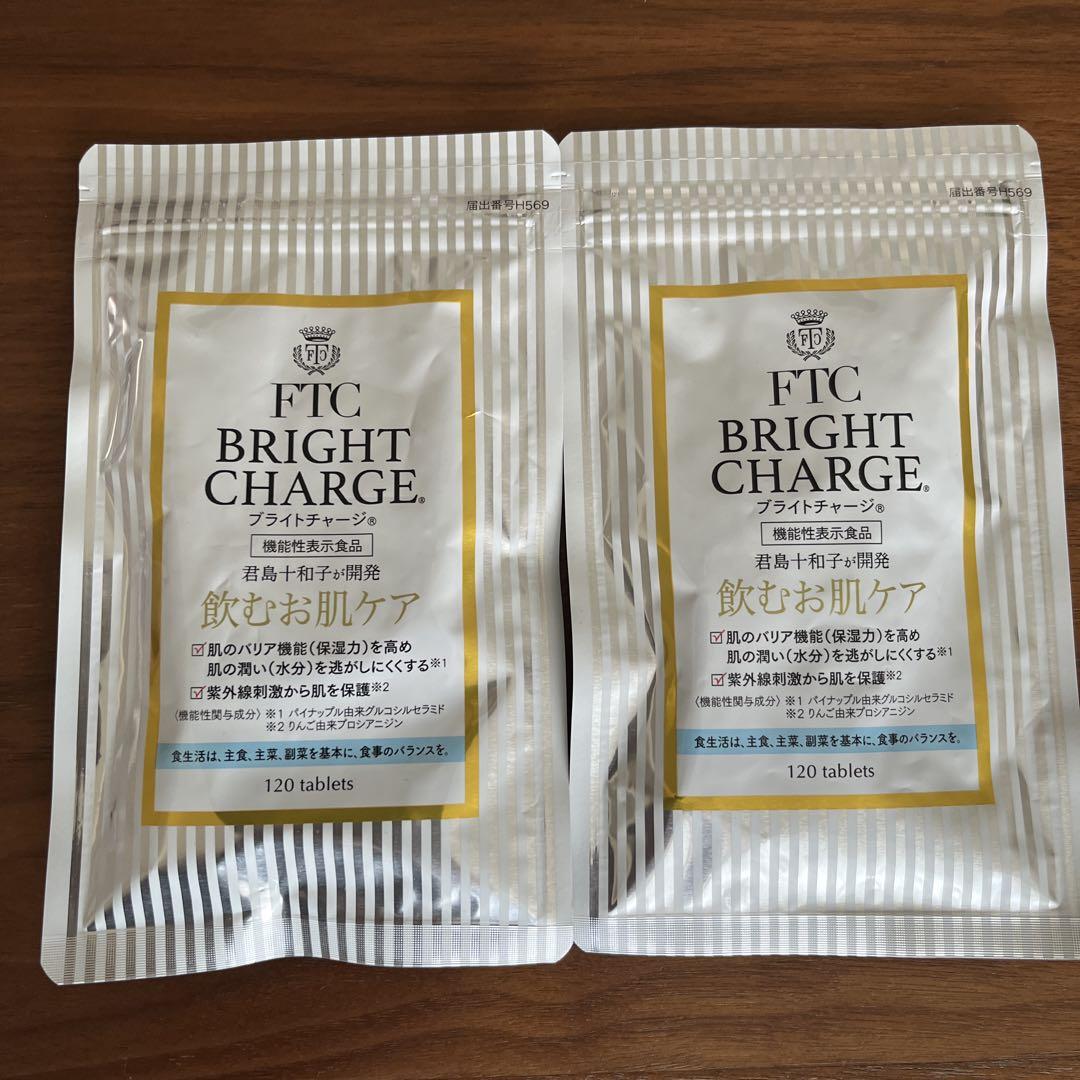 届出番号H569
FTC
FTC
BRIGHT
CHARGE®
ブライトチャージ®
機能性表示食品
君島十和子が開発
飲むお肌ケア
肌のバリア機能(保湿力)を高め
肌の潤い(水分)を逃がしにくくする※1
紫外線刺激から肌を保護※2
〈機能性関与成分〉※1 パイナップル由来グルコシルセラミド
※2 りんご由来プロシアニジン
食生活は、主食、主菜、副菜を基本に、食事のバランスを。
120 tablets
届出番号H569
FTC
FTC
BRIGHT
CHARGE®
ブライトチャージ®
機能性表示食品
君島十和子が開発
飲むお肌ケア
肌のバリア機能(保湿力)を高め
肌の潤い(水分)を逃がしにくくする※1
紫外線刺激から肌を保護※2
〈機能性関与成分〉※1 パイナップル由来グルコシルセラミド
※2 りんご由来プロシアニジン
食生活は、主食、主菜、副菜を基本に、食事のバランスを。
120 tablets